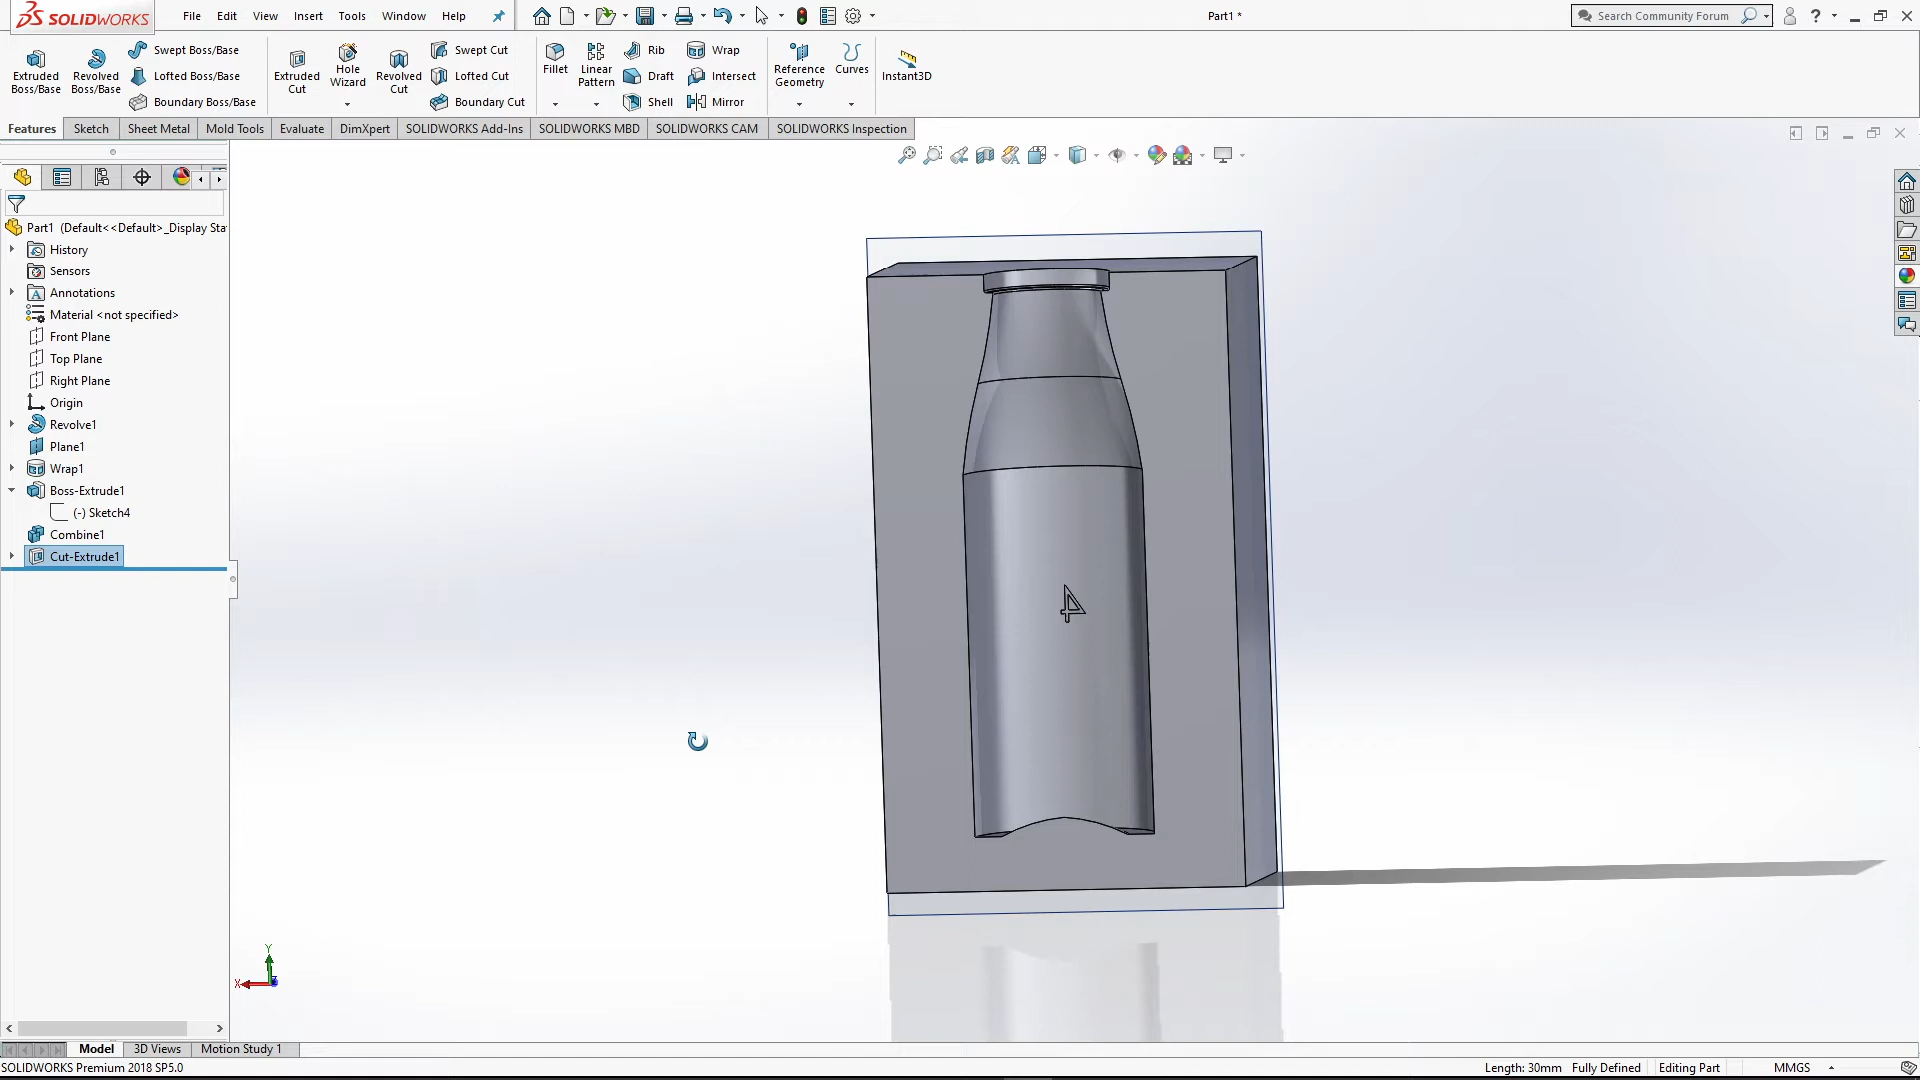 SOLIDWORKS File Edit View Insert Tools Window Help Part1 * Search Community Forum ?
Extruded Boss/Base
Revolved Boss/Base
Swept Boss/Base
Lofted Boss/Base
Boundary Boss/Base
Extruded Cut
Hole Wizard
Revolved Cut
Swept Cut
Lofted Cut
Boundary Cut
Fillet
Linear Pattern
Rib
Draft
Shell
Wrap
Intersect
Mirror
Reference Geometry
Curves
Instant3D
Features Sketch Sheet Metal Mold Tools Evaluate DimXpert SOLIDWORKS Add-Ins SOLIDWORKS MBD SOLIDWORKS CAM SOLIDWORKS Inspection
Part1 (Default<<Default>_Display Sta
History
Sensors
Annotations
Material <not specified>
Front Plane
Top Plane
Right Plane
Origin
Revolve1
Plane1
Wrap1
Boss-Extrude1
(-) Sketch4
Combine1
Cut-Extrude1
4
Y
X
Model 3D Views Motion Study 1
SOLIDWORKS Premium 2018 SP5.0 Length: 30mm Fully Defined Editing Part MMGS